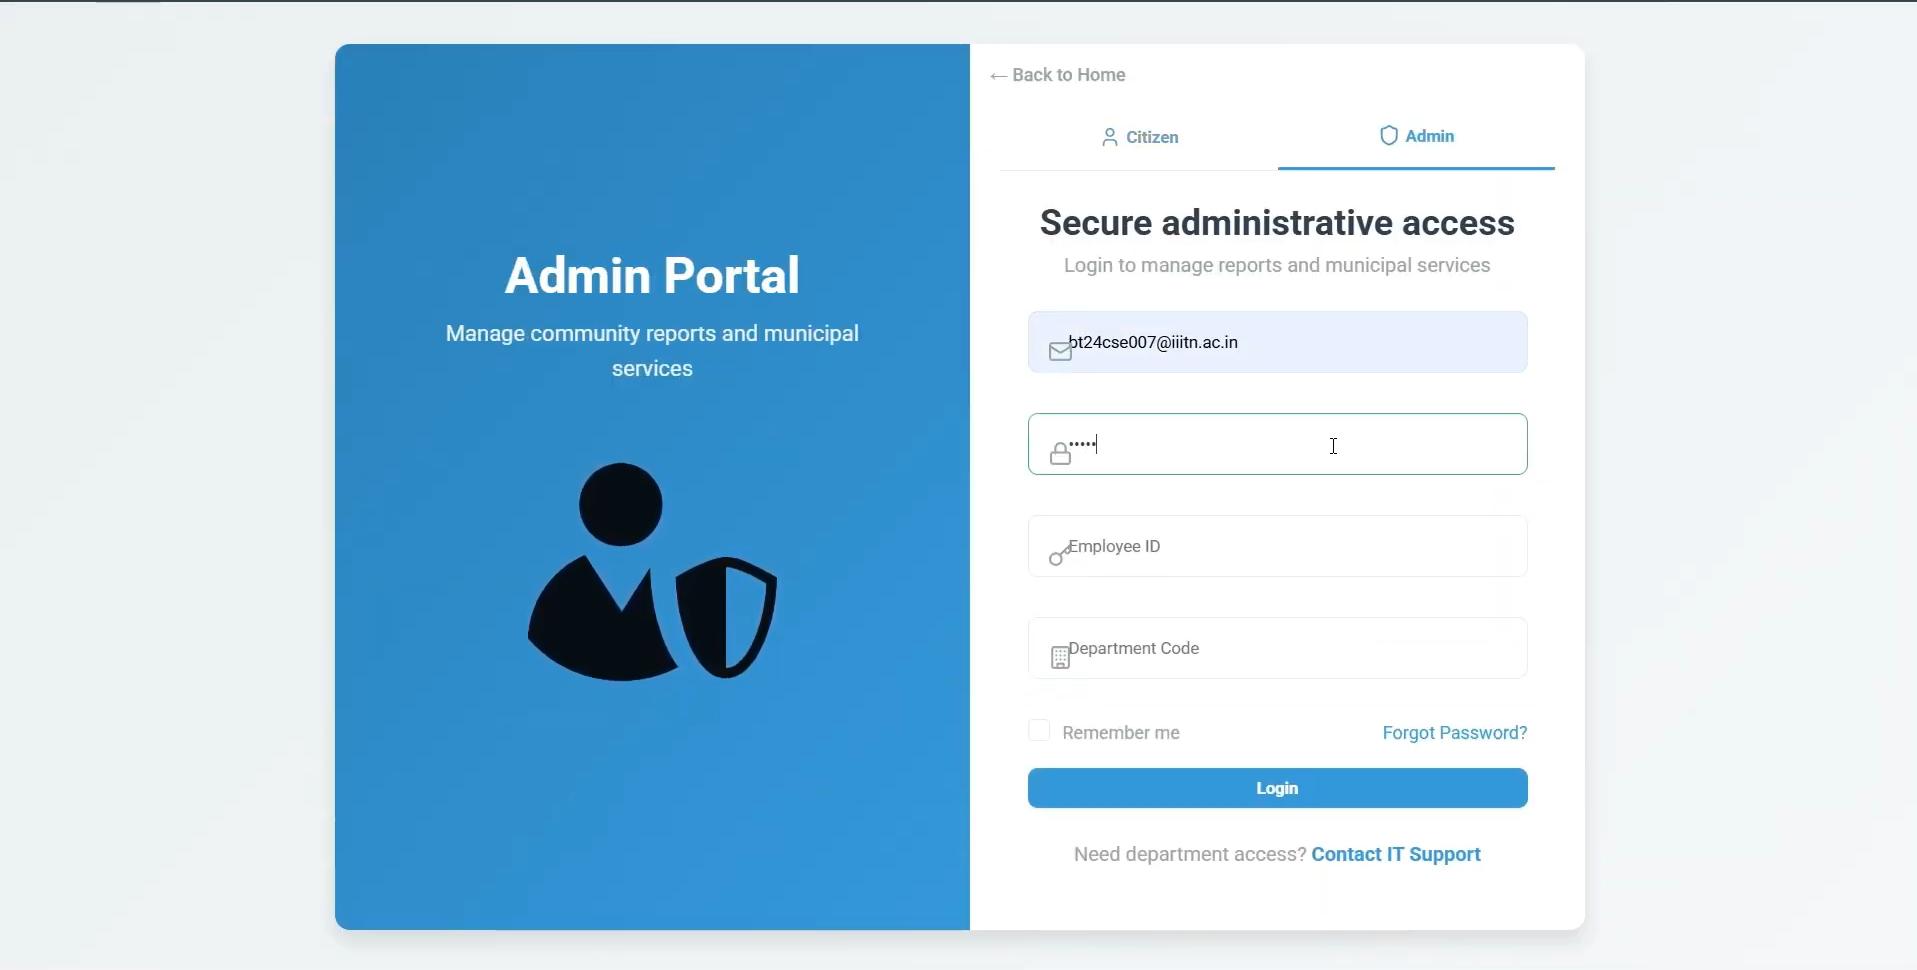 Admin Portal
Manage community reports and municipal
services
← Back to Home
Citizen
Admin
Secure administrative access
Login to manage reports and municipal services
bt24cse007@iiitn.ac.in
•••••
Employee ID
Department Code
Remember me
Forgot Password?
Login
Need department access? Contact IT Support